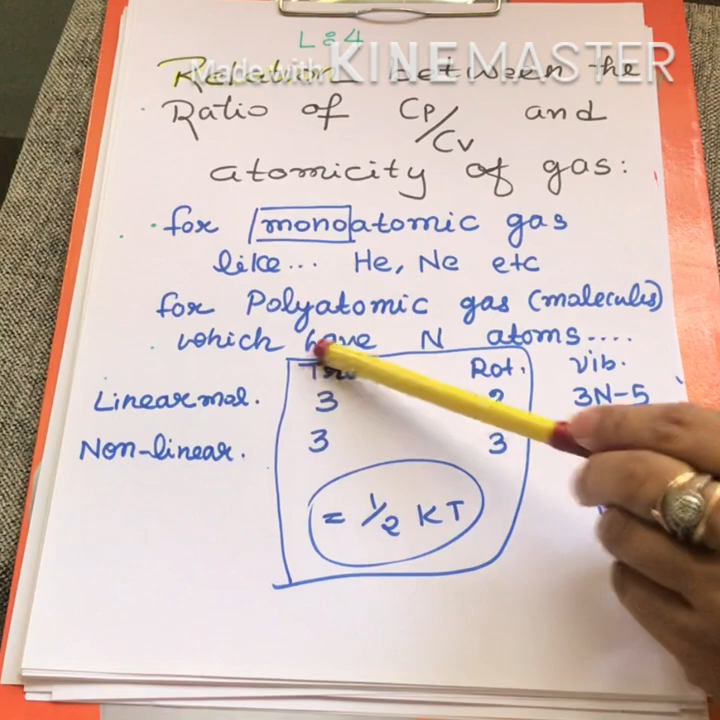 L:4
Made with KINEMASTER
Relation between the
Ratio of Cp/Cv and
atomicity of gas:
for monoatomic gas
like... He, Ne etc
for Polyatomic gas (molecules)
which have N atoms....
Rot. Vib.
Linear mol. 3 2 3N-5
Non-linear. 3 3
= 1/2 KT